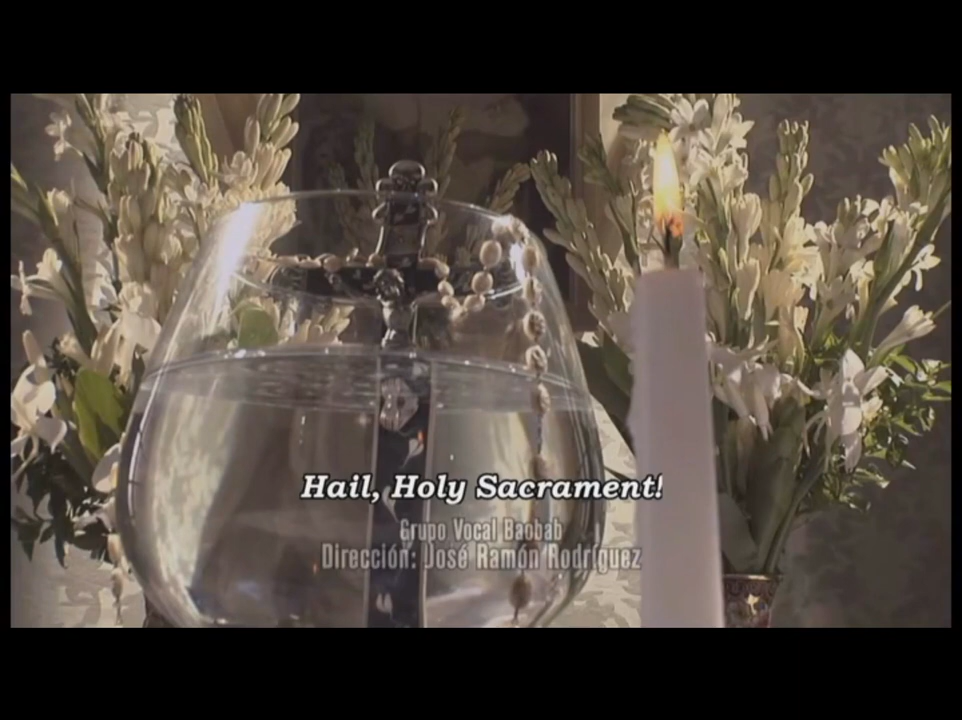 Hail, Holy Sacrament!
Grupo Vocal Baobab
Dirección: José Ramón Rodríguez